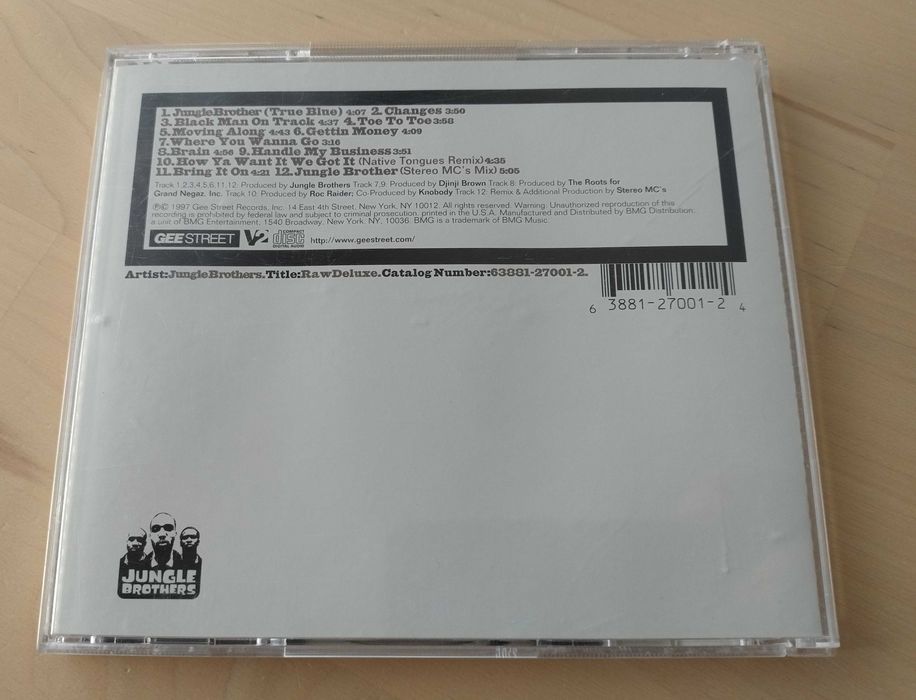 1. JungleBrother (True Blue) 4:07 2. Changes 3:50
3. Black Man On Track 4:37 4. Toe To Toe 3:58
5. Moving Along 4:43 6. Gettin Money 4:09
7. Where You Wanna Go 3:16
8. Brain 4:56 9. Handle My Business 3:51
10. How Ya Want It We Got It (Native Tongues Remix) 4:35
11. Bring It On 4:21 12. Jungle Brother (Stereo MC's Mix) 5:05
Track 1,2,3,4,5,6,11,12: Produced by Jungle Brothers Track 7,9: Produced by Djinji Brown Track 8: Produced by The Roots for
Grand Negaz, Inc. Track 10: Produced by Roc Raider: Co-Produced by Knobody Track 12: Remix & Additional Production by Stereo MC's
℗© 1997 Gee Street Records, Inc. 14 East 4th Street, New York, NY 10012. All rights reserved. Warning: Unauthorized reproduction of this
recording is prohibited by federal law and subject to criminal prosecution. printed in the U.S.A. Manufactured and Distributed by BMG Distribution.
a unit of BMG Entertainment, 1540 Broadway, New York, NY, 10036. BMG is a trademark of BMG Music.
GEE STREET V2 COMPACT disc DIGITAL AUDIO http://www.geestreet.com/
Artist:JungleBrothers.Title:RawDeluxe.Catalog Number:63881-27001-2.
6 3881-27001-2 4
JUNGLE
BROTHERS